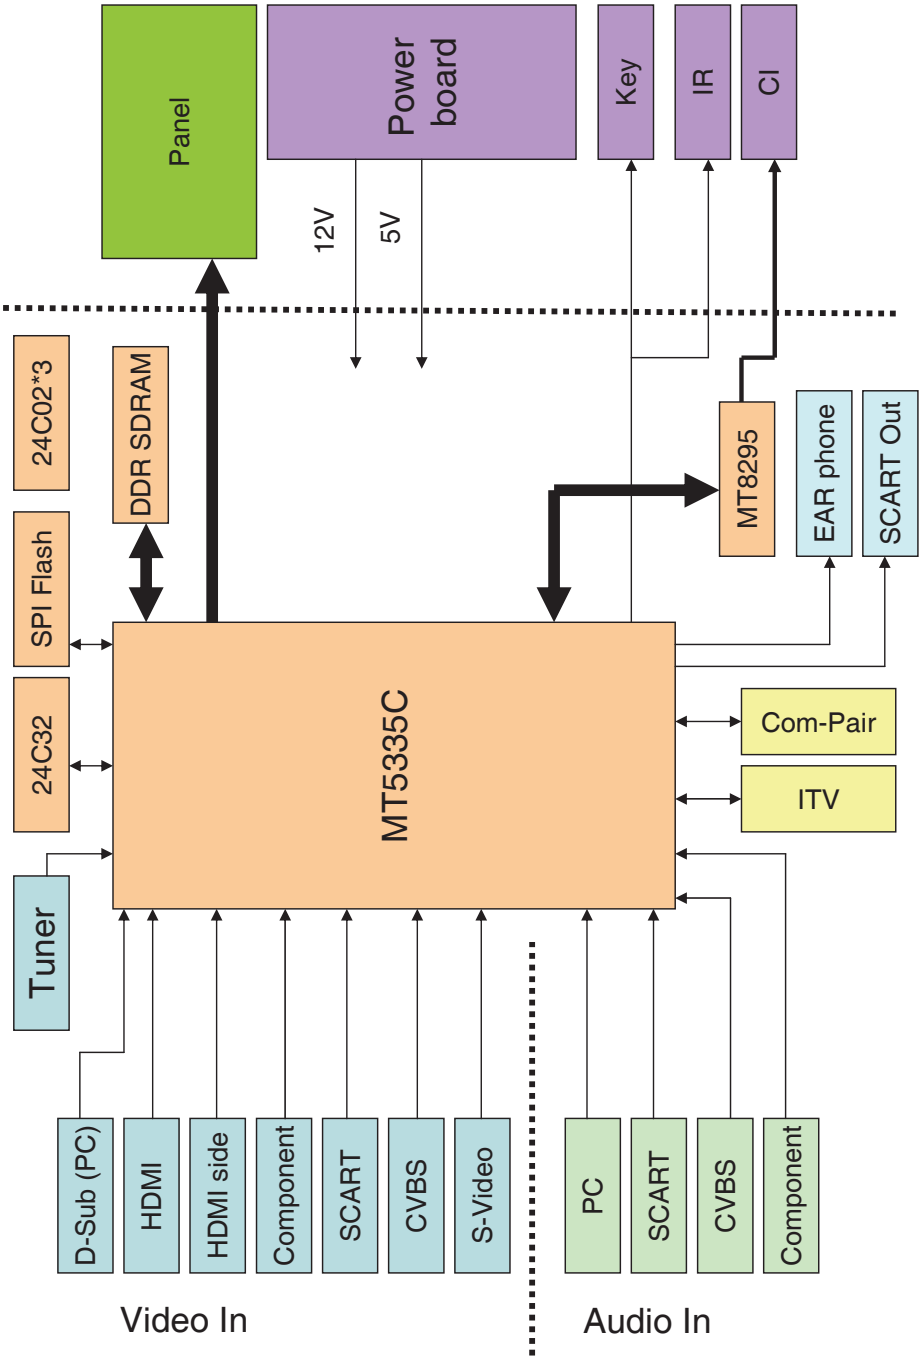 Panel
Power
board
Key
IR
CI
12V
5V
24C02*3
DDR SDRAM
SPI Flash
24C32
MT8295
EAR phone
SCART Out
MT5335C
Com-Pair
ITV
Tuner
D-Sub (PC)
HDMI
HDMI side
Component
SCART
CVBS
S-Video
PC
SCART
CVBS
Component
Video In
Audio In